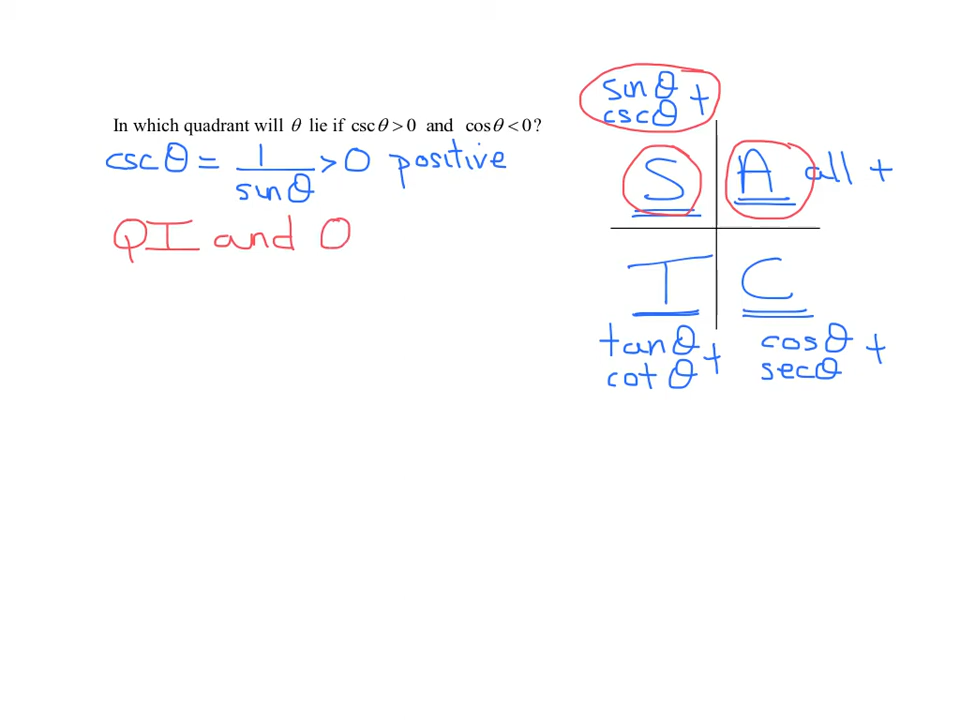 In which quadrant will θ lie if cscθ > 0 and cosθ < 0?
cscθ = 1/sinθ > 0 positive
QI and O
sinθ +
cscθ
S A all +
T C
tanθ +
cotθ
cosθ +
secθ